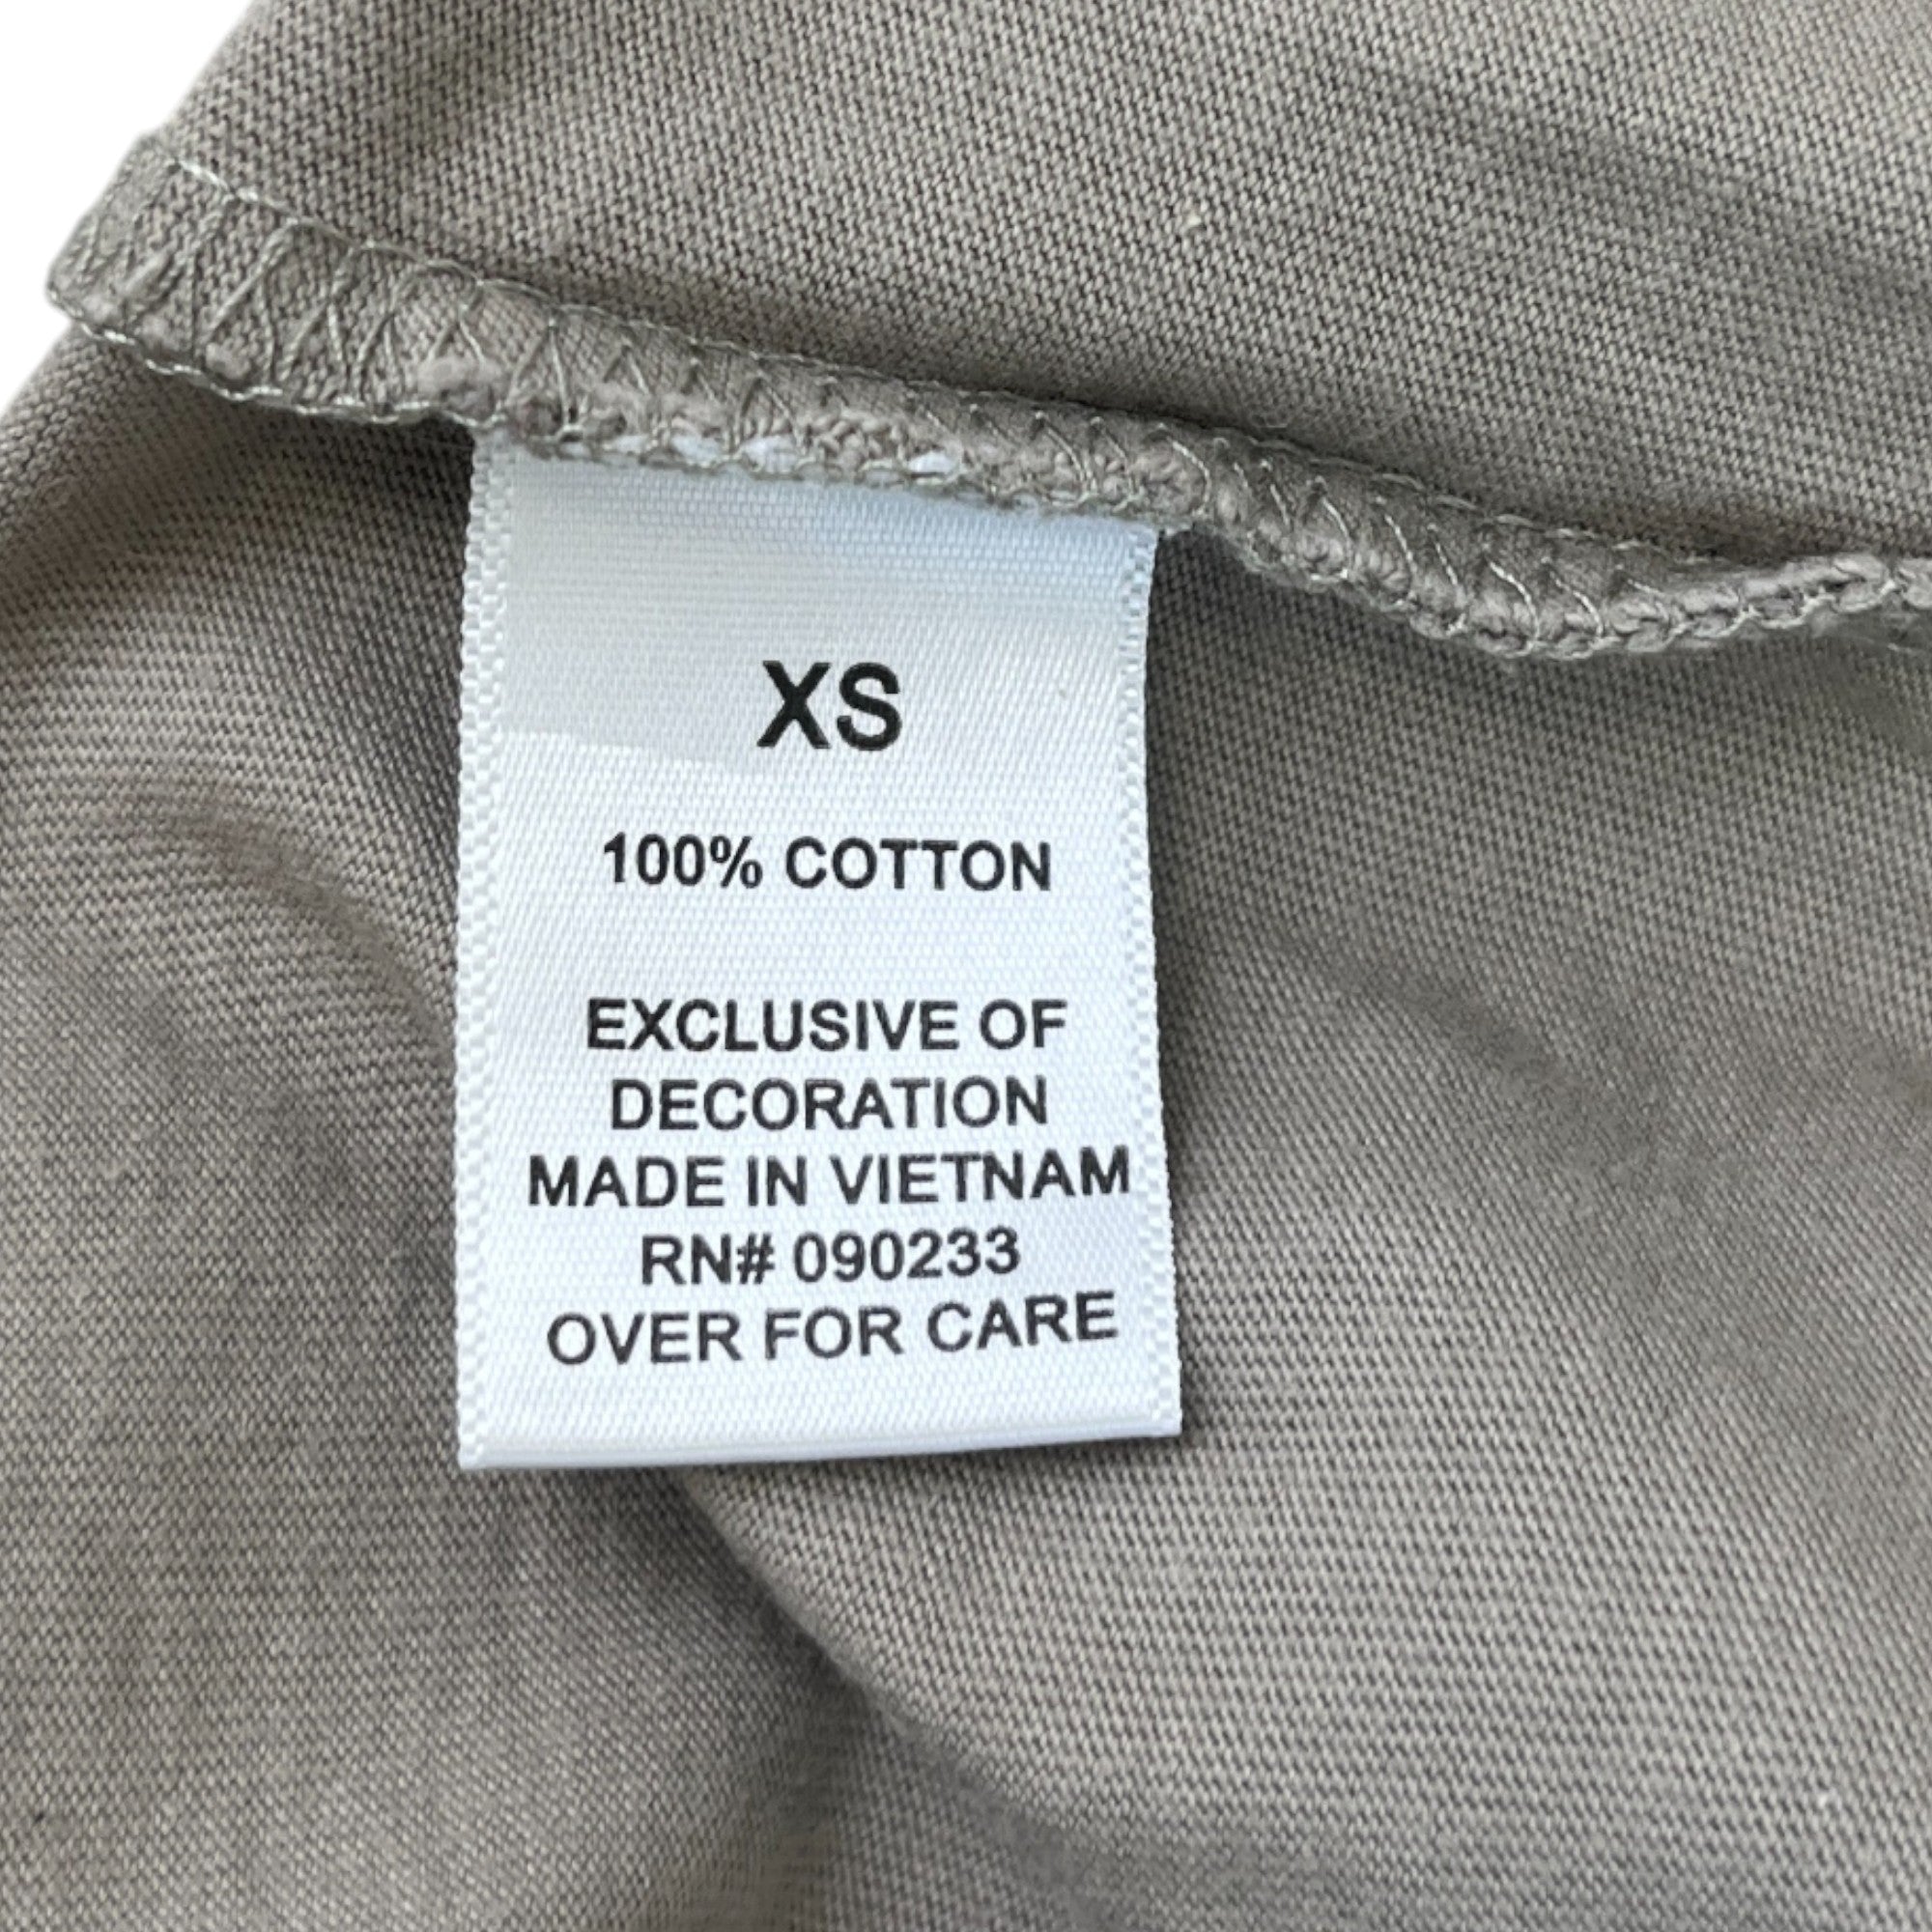 XS
100% COTTON
EXCLUSIVE OF
DECORATION
MADE IN VIETNAM
RN# 090233
OVER FOR CARE